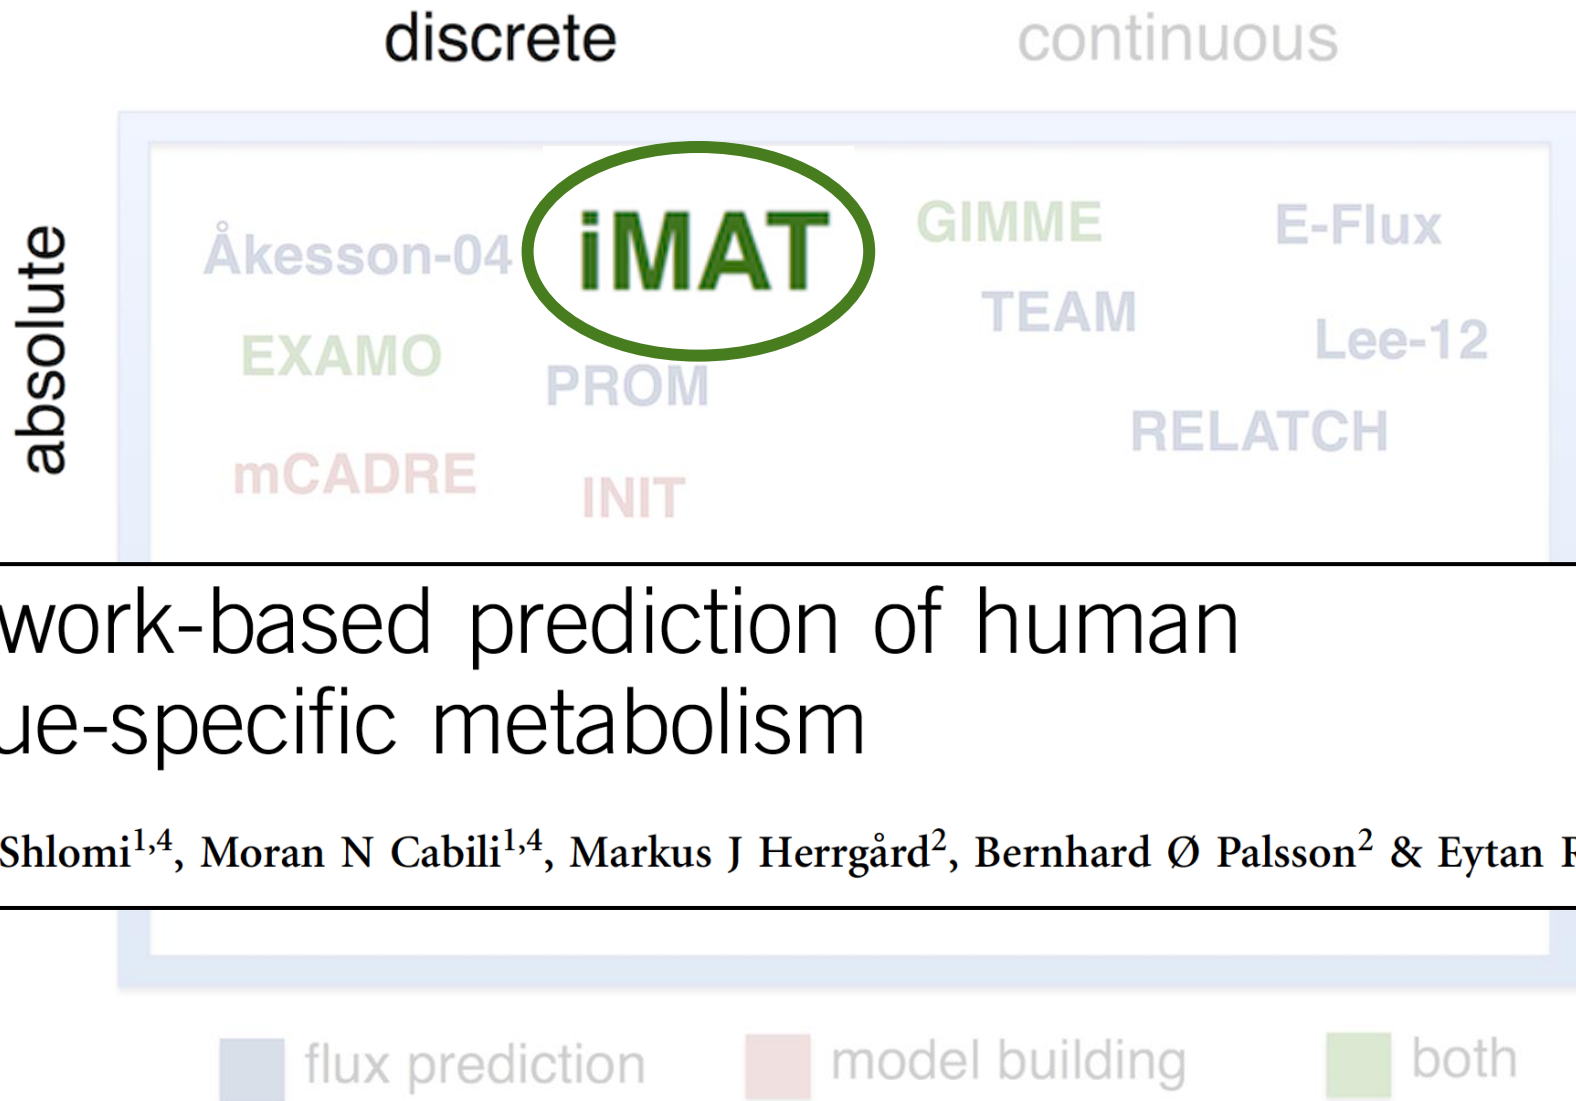 discrete continuous
absolute
Åkesson-04 iMAT GIMME E-Flux
TEAM
Lee-12
EXAMO
PROM
RELATCH
mCADRE
INIT
work-based prediction of human
ue-specific metabolism
Shlomi1,4, Moran N Cabili1,4, Markus J Herrgård2, Bernhard Ø Palsson2 & Eytan R
flux prediction model building both